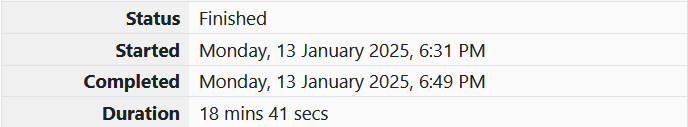 Status Finished
Started Monday, 13 January 2025, 6:31 PM
Completed Monday, 13 January 2025, 6:49 PM
Duration 18 mins 41 secs